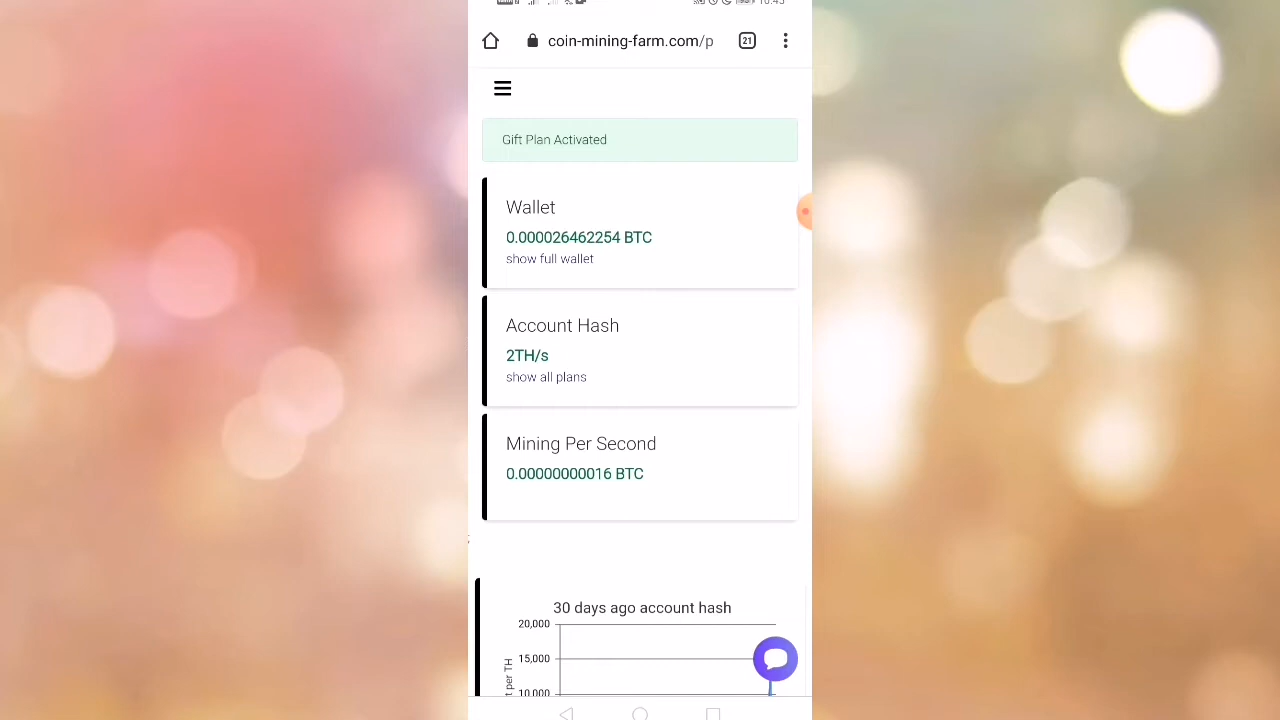 coin-mining-farm.com/p
21
Gift Plan Activated
Wallet
0.000026462254 BTC
show full wallet
Account Hash
2TH/s
show all plans
Mining Per Second
0.00000000016 BTC
30 days ago account hash
20,000
15,000
10,000
t per TH